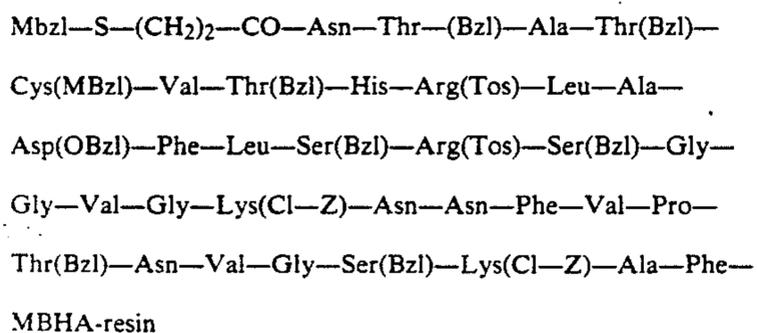 Mbzl—S—(CH2)2—CO—Asn—Thr—(Bzl)—Ala—Thr(Bzl)—
Cys(MBzl)—Val—Thr(Bzl)—His—Arg(Tos)—Leu—Ala—
Asp(OBzl)—Phe—Leu—Ser(Bzl)—Arg(Tos)—Ser(Bzl)—Gly—
Gly—Val—Gly—Lys(Cl—Z)—Asn—Asn—Phe—Val—Pro—
Thr(Bzl)—Asn—Val—Gly—Ser(Bzl)—Lys(Cl—Z)—Ala—Phe—
MBHA-resin